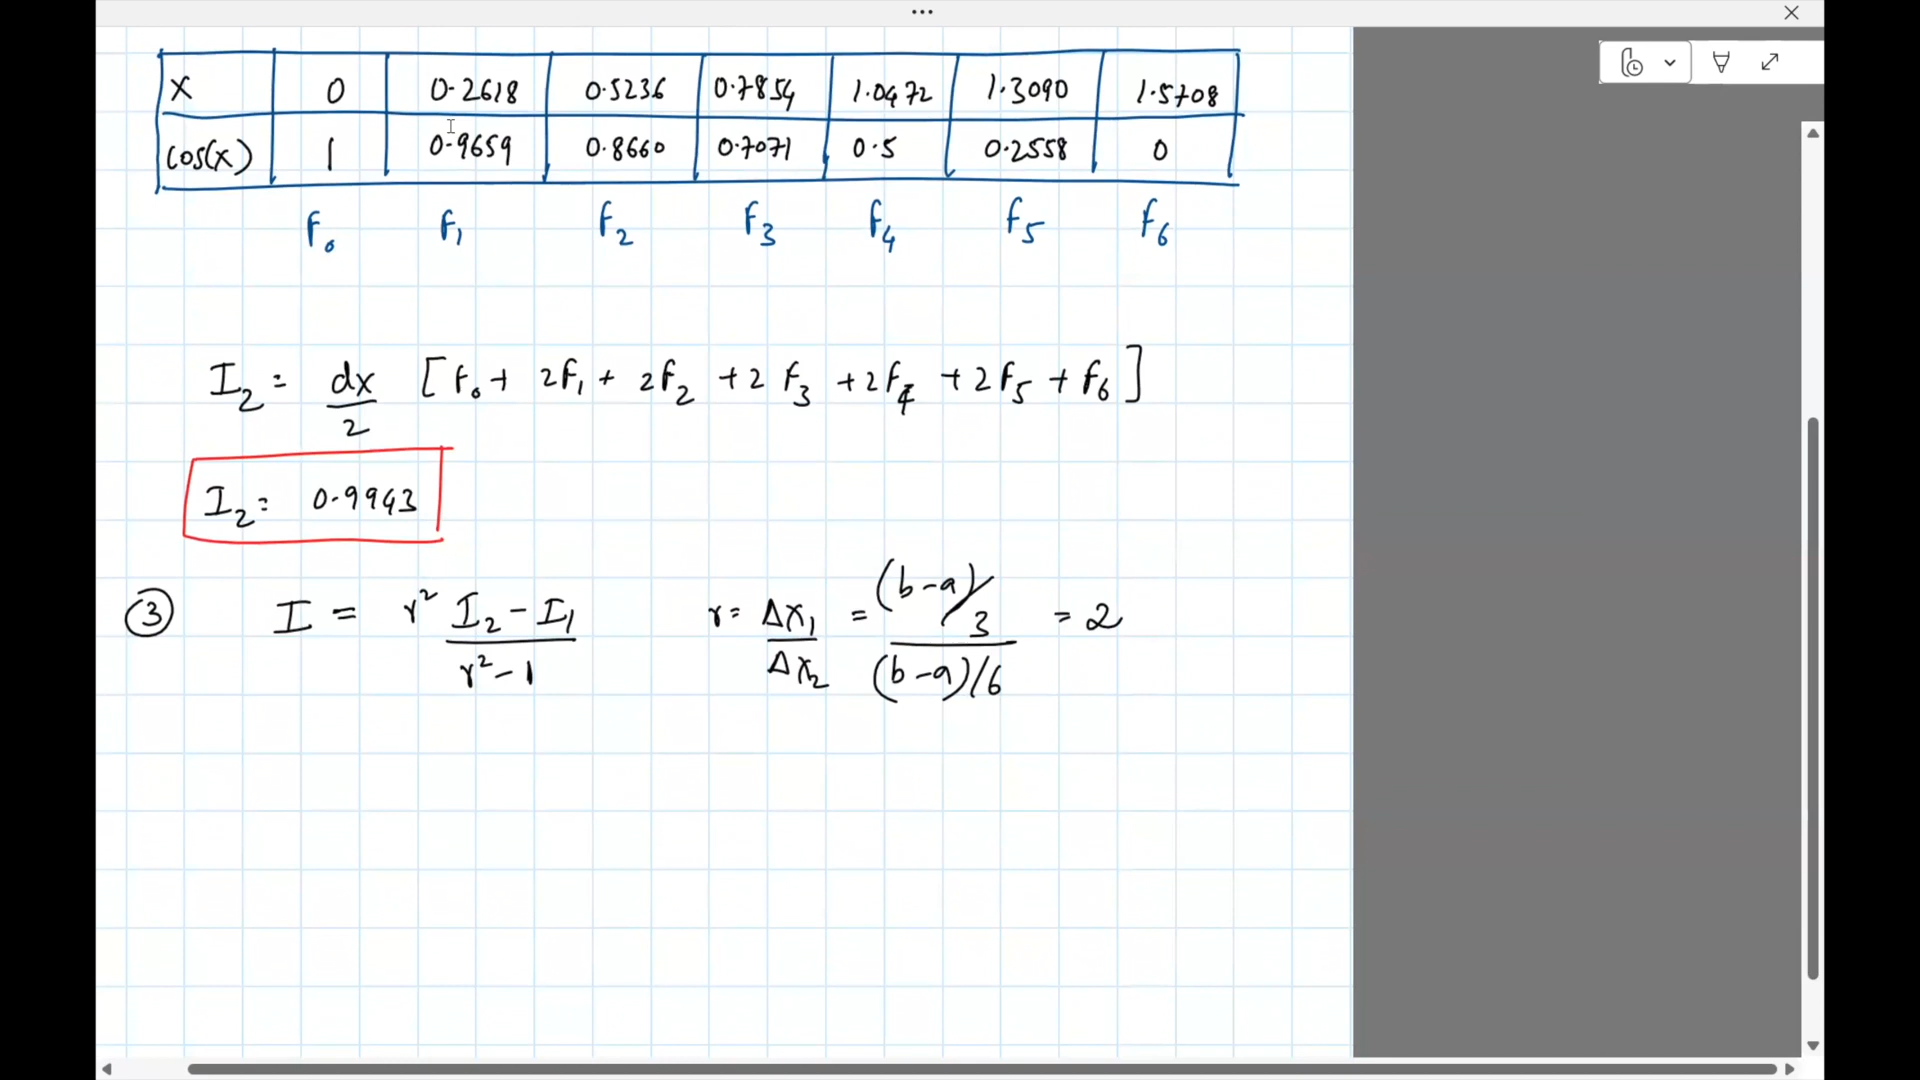 x 0 0.2618 0.5236 0.7854 1.0472 1.3090 1.5708
cos(x) 1 0.9659 0.8660 0.7071 0.5 0.2558 0
f₀ f₁ f₂ f₃ f₄ f₅ f₆
I₂ = dx/2 [f₀ + 2f₁ + 2f₂ + 2f₃ + 2f₄ + 2f₅ + f₆]
I₂ = 0.9943
③ I = r² I₂ - I₁ / r² - 1 r = Δx₁/Δx₂ = (b-a)/3 / (b-a)/6 = 2